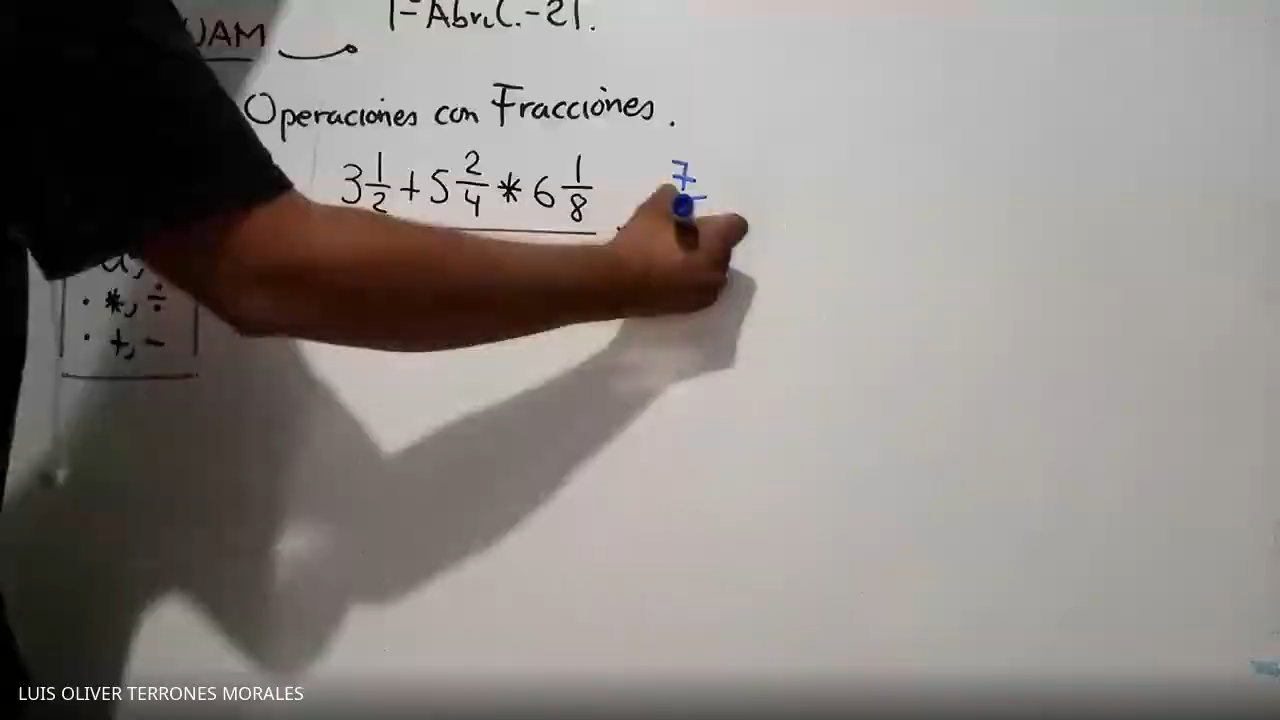 UAM
1-Abril.-21.
Operaciones con Fracciones.
3 1/2 + 5 2/4 * 6 1/8
7
· *, ÷
· +, -
LUIS OLIVER TERRONES MORALES